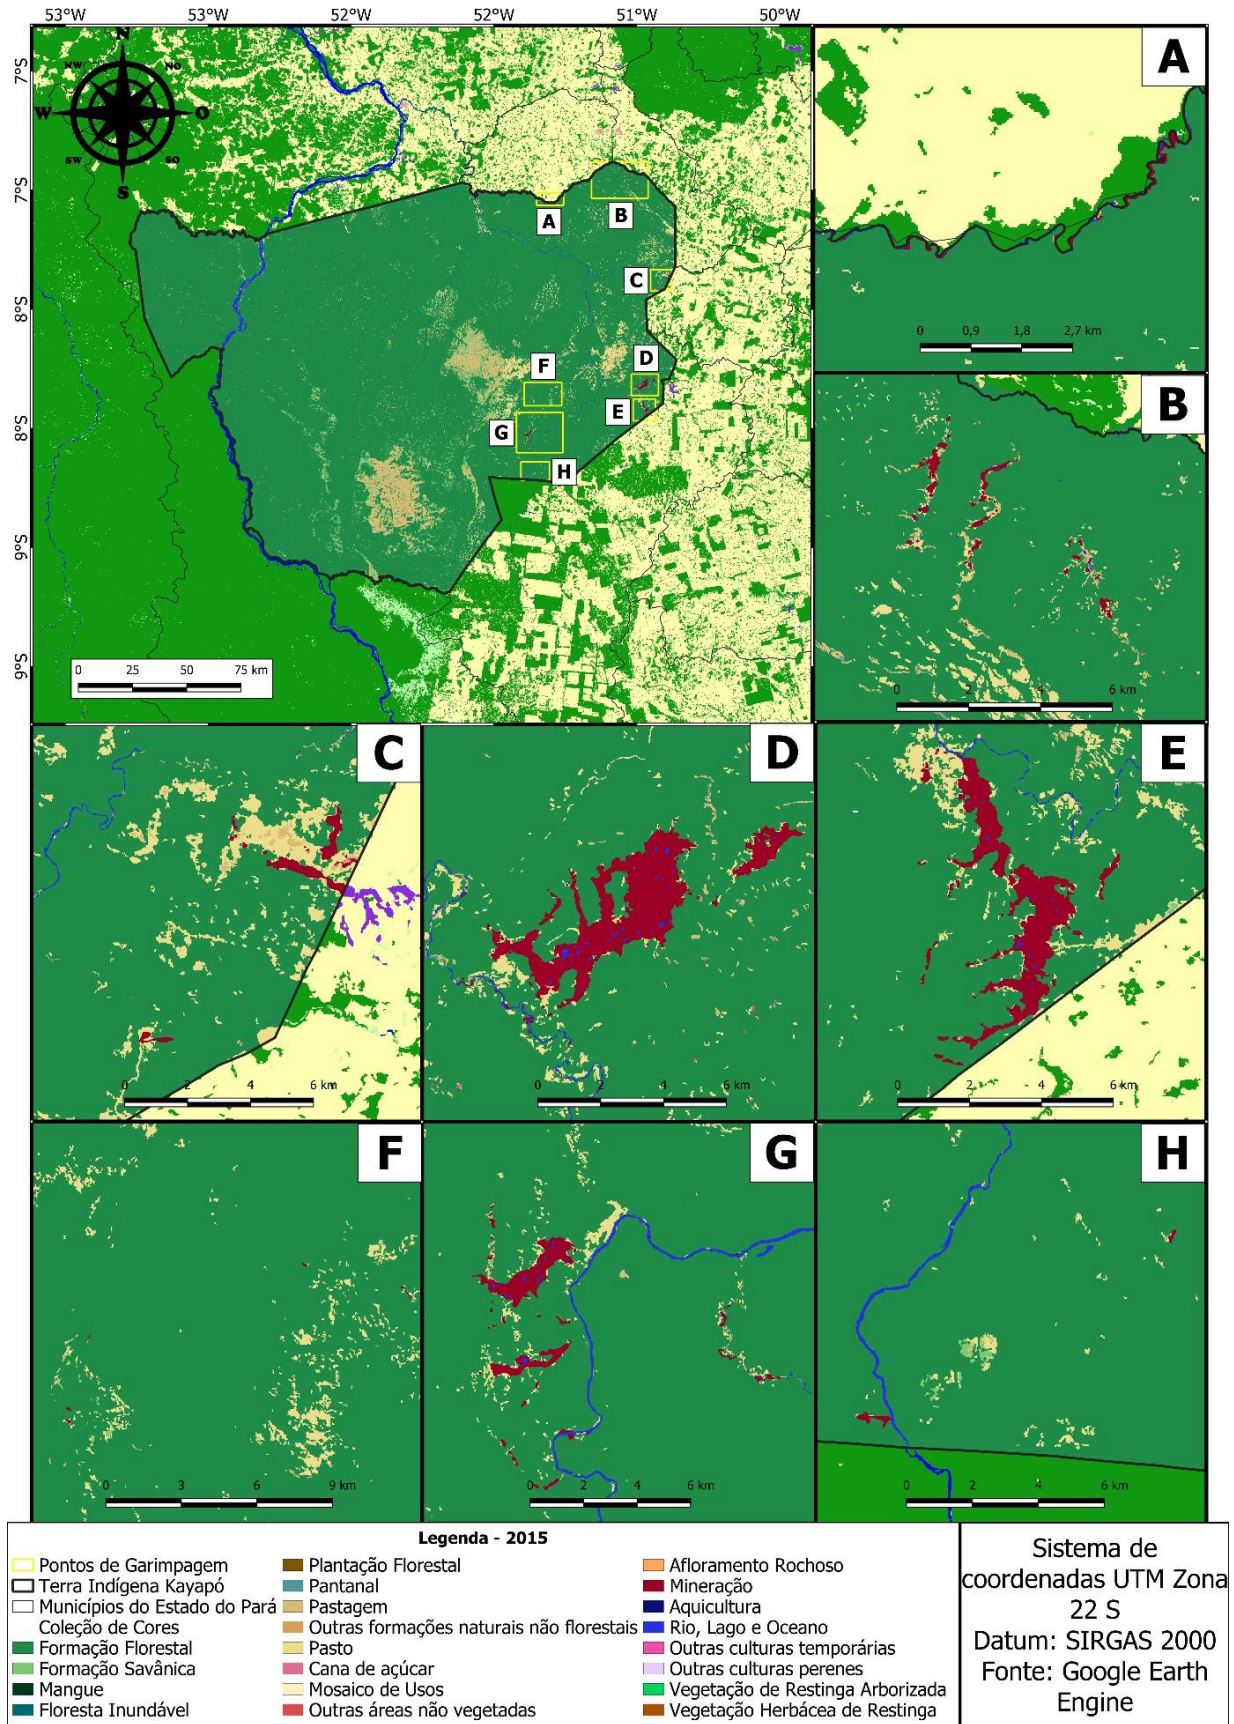 53°W 53°W 52°W 52°W 51°W 50°W
N
NW NO
W O
SW SO
S
7°S
7°S
8°S
8°S
9°S
9°S
A
B
C
D
E
F
G
H
0 25 50 75 km
A
0 0,9 1,8 2,7 km
B
0 2 4 6 km
C
0 2 4 6 km
D
0 2 4 6 km
E
0 2 4 6 km
F
0 3 6 9 km
G
0 2 4 6 km
H
0 2 4 6 km
Legenda - 2015
Pontos de Garimpagem
Terra Indígena Kayapó
Municípios do Estado do Pará
Coleção de Cores
Formação Florestal
Formação Savânica
Mangue
Floresta Inundável
Plantação Florestal
Pantanal
Pastagem
Outras formações naturais não florestais
Pasto
Cana de açúcar
Mosaico de Usos
Outras áreas não vegetadas
Afloramento Rochoso
Mineração
Aquicultura
Rio, Lago e Oceano
Outras culturas temporárias
Outras culturas perenes
Vegetação de Restinga Arborizada
Vegetação Herbácea de Restinga
Sistema de
coordenadas UTM Zona
22 S
Datum: SIRGAS 2000
Fonte: Google Earth
Engine